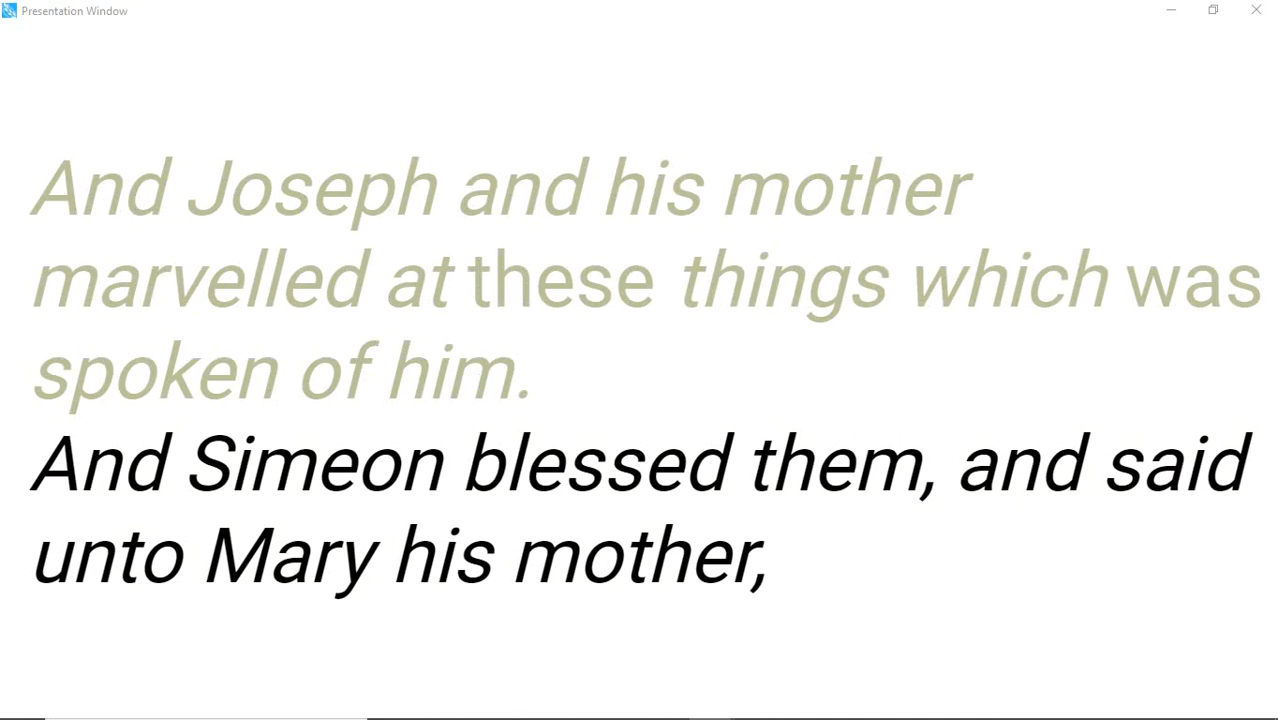 Presentation Window
And Joseph and his mother
marvelled at these things which was
spoken of him.
And Simeon blessed them, and said
unto Mary his mother,